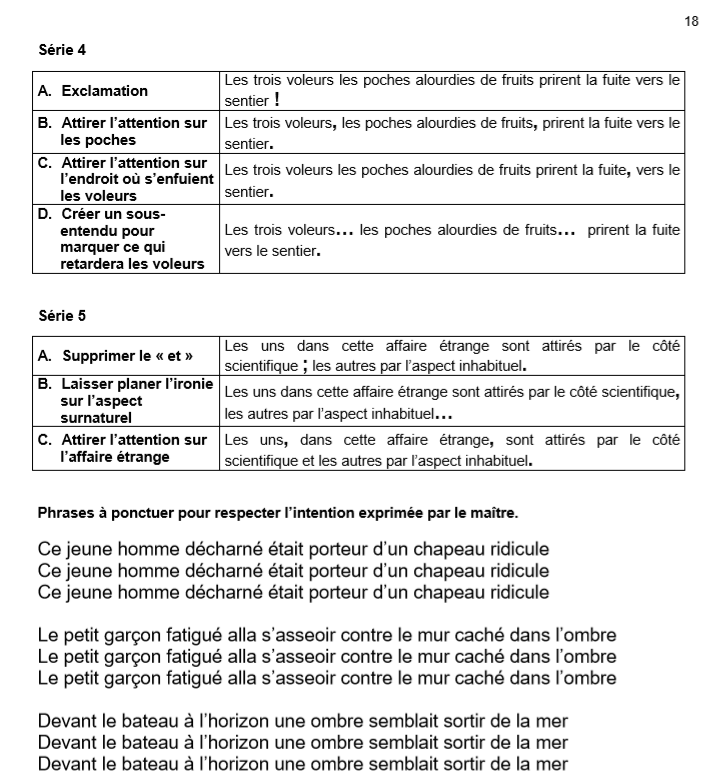 18
Série 4
A. Exclamation
Les trois voleurs les poches alourdies de fruits prirent la fuite vers le
sentier !
B. Attirer l’attention sur
les poches
Les trois voleurs, les poches alourdies de fruits, prirent la fuite vers le
sentier.
C. Attirer l’attention sur
l’endroit où s’enfuient
les voleurs
Les trois voleurs les poches alourdies de fruits prirent la fuite, vers le
sentier.
D. Créer un sous-
entendu pour
marquer ce qui
retardera les voleurs
Les trois voleurs… les poches alourdies de fruits… prirent la fuite
vers le sentier.
Série 5
A. Supprimer le « et »
Les uns dans cette affaire étrange sont attirés par le côté
scientifique ; les autres par l’aspect inhabituel.
B. Laisser planer l’ironie
sur l’aspect
surnaturel
Les uns dans cette affaire étrange sont attirés par le côté scientifique,
les autres par l’aspect inhabituel…
C. Attirer l’attention sur
l’affaire étrange
Les uns, dans cette affaire étrange, sont attirés par le côté
scientifique et les autres par l’aspect inhabituel.
Phrases à ponctuer pour respecter l’intention exprimée par le maître.
Ce jeune homme décharné était porteur d’un chapeau ridicule
Ce jeune homme décharné était porteur d’un chapeau ridicule
Ce jeune homme décharné était porteur d’un chapeau ridicule
Le petit garçon fatigué alla s’asseoir contre le mur caché dans l’ombre
Le petit garçon fatigué alla s’asseoir contre le mur caché dans l’ombre
Le petit garçon fatigué alla s’asseoir contre le mur caché dans l’ombre
Devant le bateau à l’horizon une ombre semblait sortir de la mer
Devant le bateau à l’horizon une ombre semblait sortir de la mer
Devant le bateau à l’horizon une ombre semblait sortir de la mer